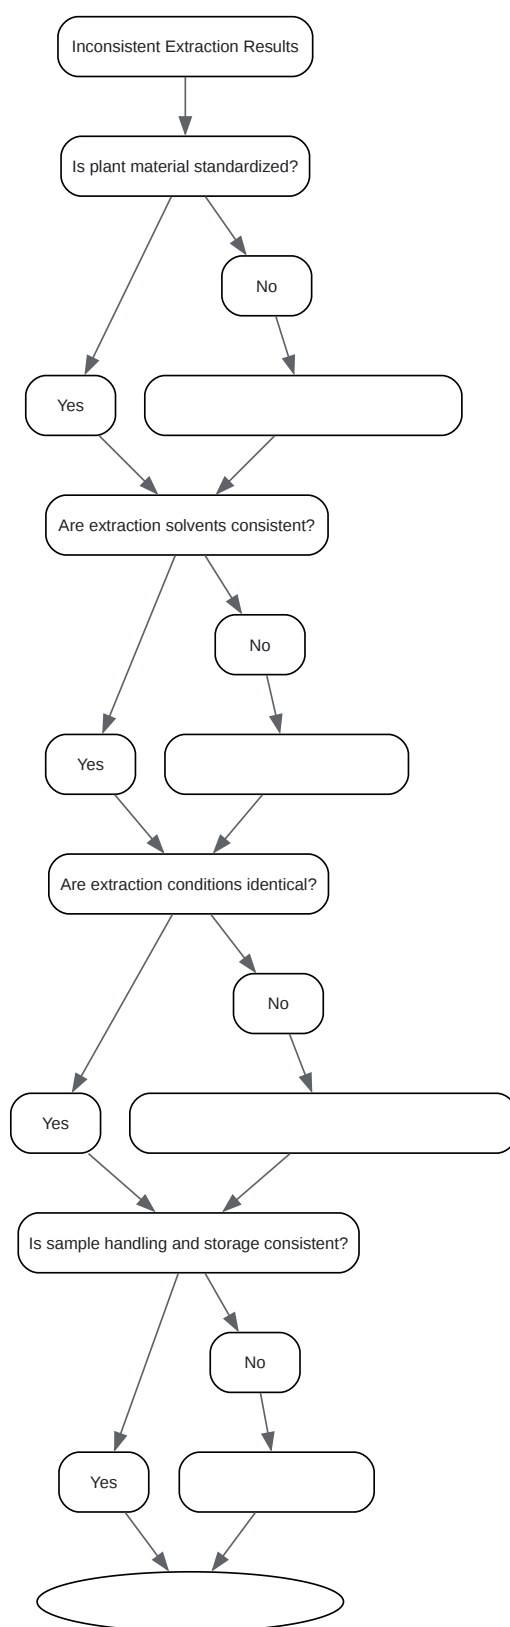 Inconsistent Extraction Results
Is plant material standardized?
No
Yes
Are extraction solvents consistent?
No
Yes
Are extraction conditions identical?
No
Yes
Is sample handling and storage consistent?
No
Yes